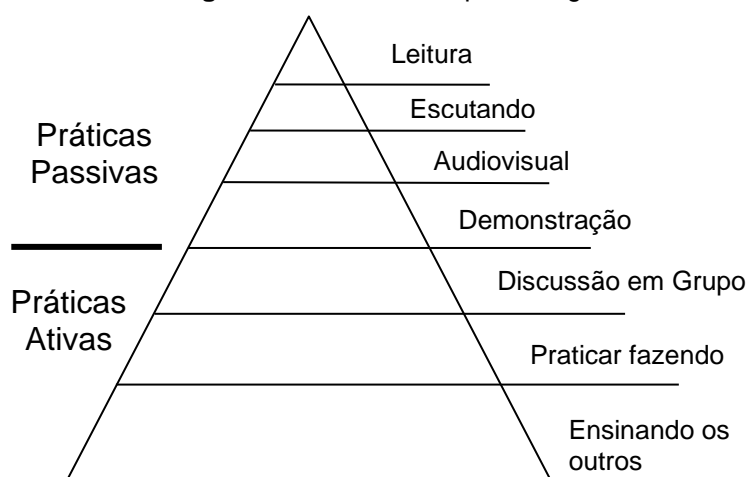 Leitura
Escutando
Audiovisual
Práticas
Passivas
Demonstração
Discussão em Grupo
Práticas
Ativas
Praticar fazendo
Ensinando os
outros